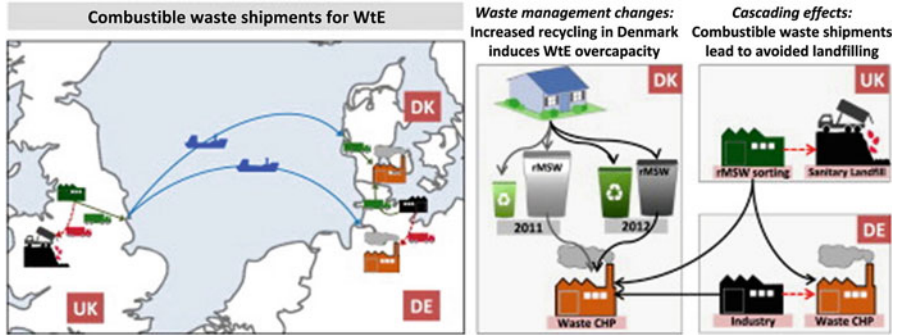 Combustible waste shipments for WtE
DK
UK
DE
Waste management changes:
Increased recycling in Denmark
induces WtE overcapacity
DK
rMSW
rMSW
2011
2012
Waste CHP
Cascading effects:
Combustible waste shipments
lead to avoided landfilling
UK
rMSW sorting
Sanitary Landfill
DE
Industry
Waste CHP